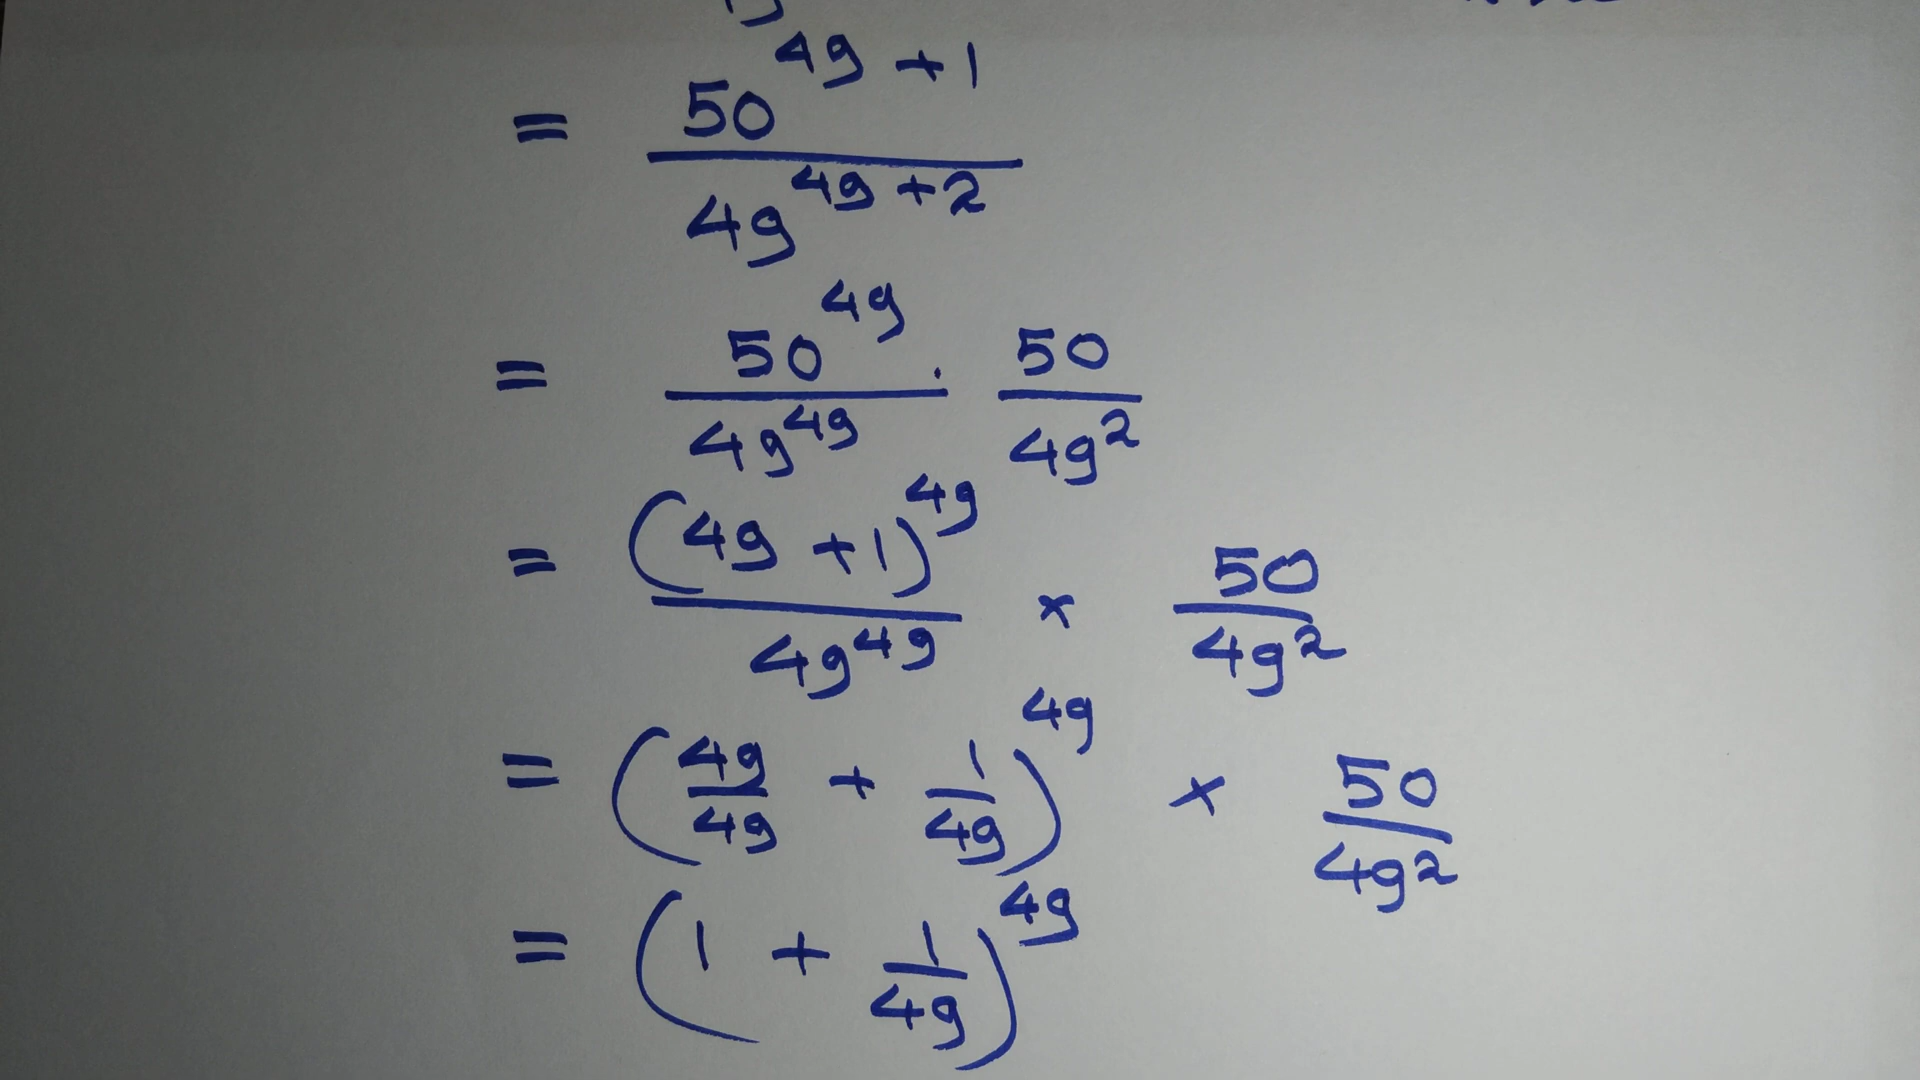 = 50^(49 + 1) / 49^(49 + 2)
= 50^49 / 49^49 . 50 / 49^2
= (49 + 1)^49 / 49^49 × 50 / 49^2
= (49/49 + 1/49)^49 × 50 / 49^2
= (1 + 1/49)^49